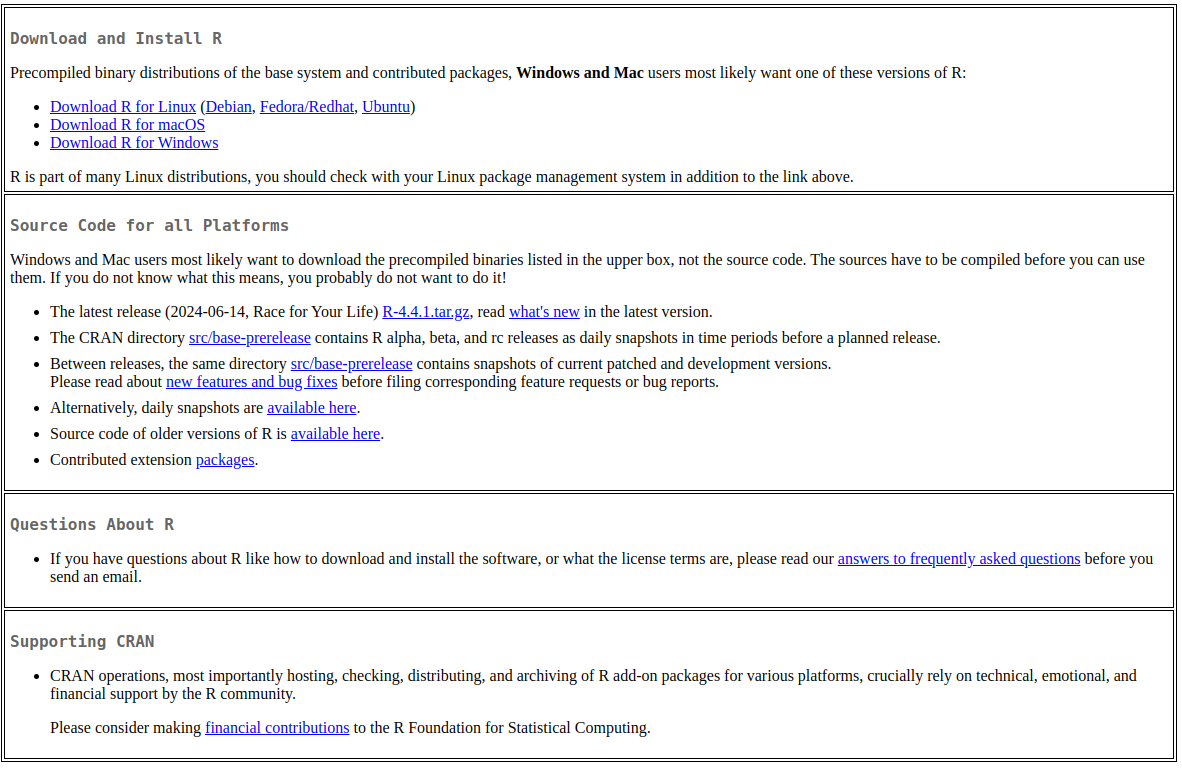 Download and Install R
Precompiled binary distributions of the base system and contributed packages, Windows and Mac users most likely want one of these versions of R:
Download R for Linux (Debian, Fedora/Redhat, Ubuntu)
Download R for macOS
Download R for Windows
R is part of many Linux distributions, you should check with your Linux package management system in addition to the link above.
Source Code for all Platforms
Windows and Mac users most likely want to download the precompiled binaries listed in the upper box, not the source code. The sources have to be compiled before you can use
them. If you do not know what this means, you probably do not want to do it!
The latest release (2024-06-14, Race for Your Life) R-4.4.1.tar.gz, read what's new in the latest version.
The CRAN directory src/base-prerelease contains R alpha, beta, and rc releases as daily snapshots in time periods before a planned release.
Between releases, the same directory src/base-prerelease contains snapshots of current patched and development versions.
Please read about new features and bug fixes before filing corresponding feature requests or bug reports.
Alternatively, daily snapshots are available here.
Source code of older versions of R is available here.
Contributed extension packages.
Questions About R
If you have questions about R like how to download and install the software, or what the license terms are, please read our answers to frequently asked questions before you
send an email.
Supporting CRAN
CRAN operations, most importantly hosting, checking, distributing, and archiving of R add-on packages for various platforms, crucially rely on technical, emotional, and
financial support by the R community.
Please consider making financial contributions to the R Foundation for Statistical Computing.